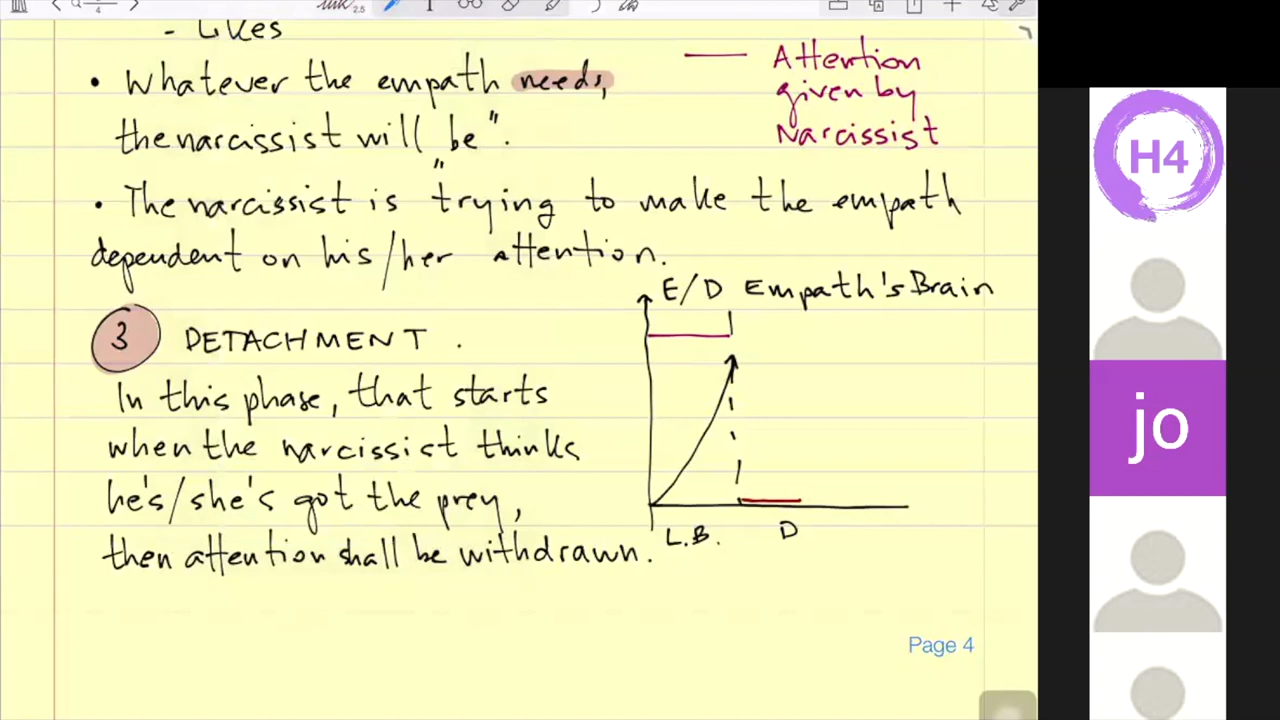 - Likes
• Whatever the empath needs,
the narcissist will "be".
• The narcissist is trying to make the empath
dependent on his/her attention.
Attention
given by
Narcissist
3 DETACHMENT.
In this phase, that starts
when the narcissist thinks
he's/she's got the prey,
then attention shall be withdrawn.
E/D Empath's Brain
L.B. D
Page 4
H4
jo